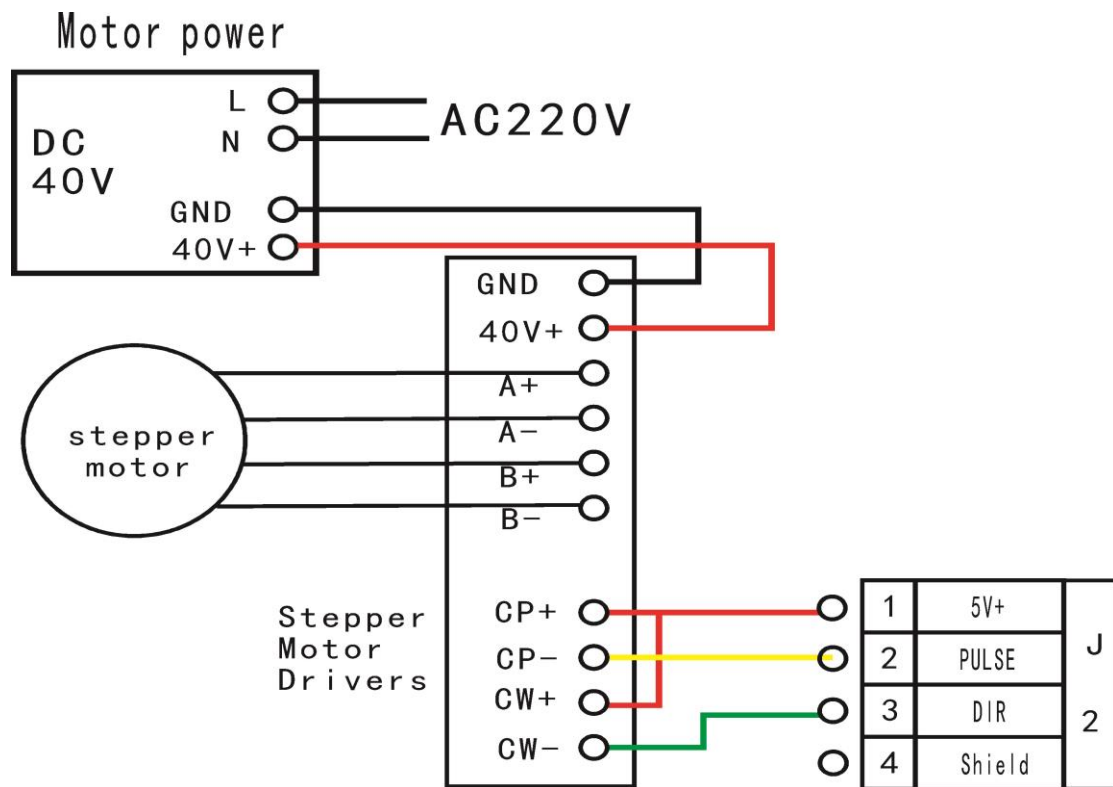 Motor power
L
N
AC220V
DC
40V
GND
40V+
GND
40V+
A+
A-
B+
B-
stepper
motor
Stepper
Motor
Drivers
CP+
CP-
CW+
CW-
1 5V+
2 PULSE
3 DIR
4 Shield
J
2